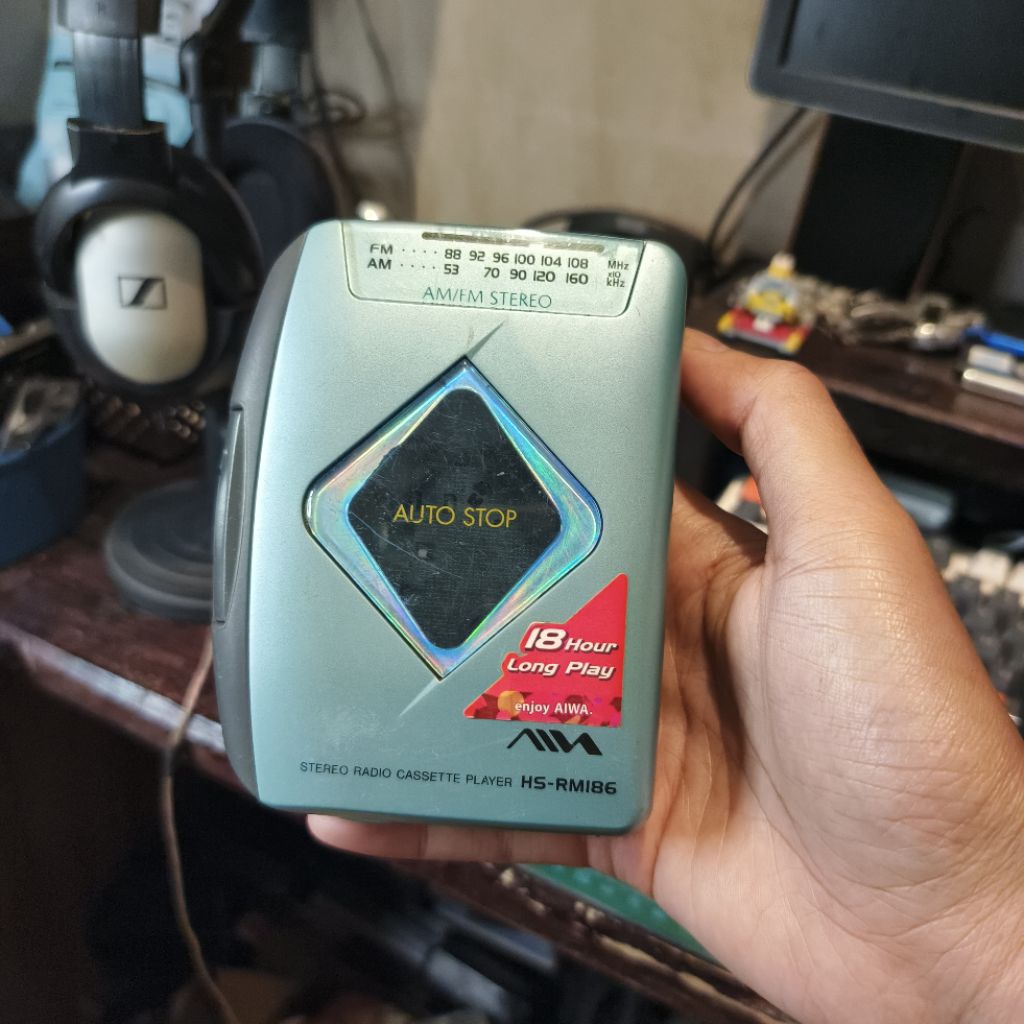 FM ···· 88 92 96 100 104 108 MHz
AM ···· 53 70 90 120 160 x10 kHz
AM/FM STEREO
AUTO STOP
18 Hour
Long Play
enjoy AIWA.
AIWA
STEREO RADIO CASSETTE PLAYER HS-RM186